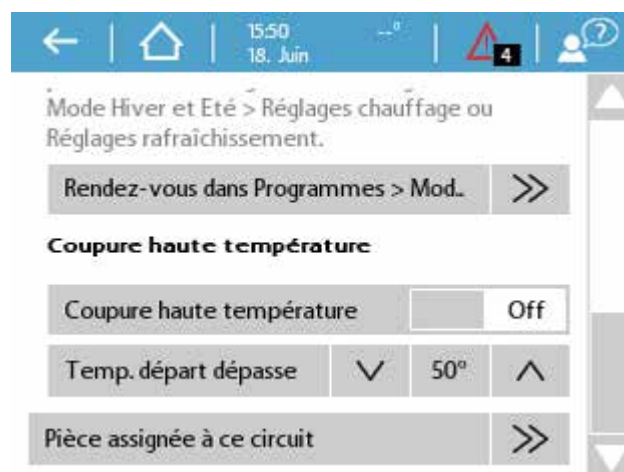 15:50
--°
18. Juin
4
?
Mode Hiver et Eté > Réglages chauffage ou
Réglages rafraîchissement.
Rendez-vous dans Programmes > Mod..
Coupure haute température
Coupure haute température Off
Temp. départ dépasse 50°
Pièce assignée à ce circuit